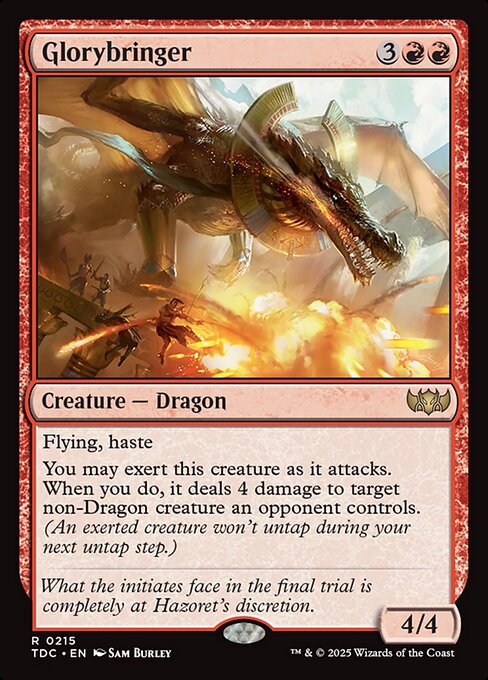 Glorybringer 3
Creature — Dragon
Flying, haste
You may exert this creature as it attacks.
When you do, it deals 4 damage to target
non-Dragon creature an opponent controls.
(An exerted creature won't untap during your
next untap step.)
What the initiates face in the final trial is
completely at Hazoret's discretion.
4/4
R 0215
TDC • EN SAM BURLEY
™ & © 2025 Wizards of the Coast